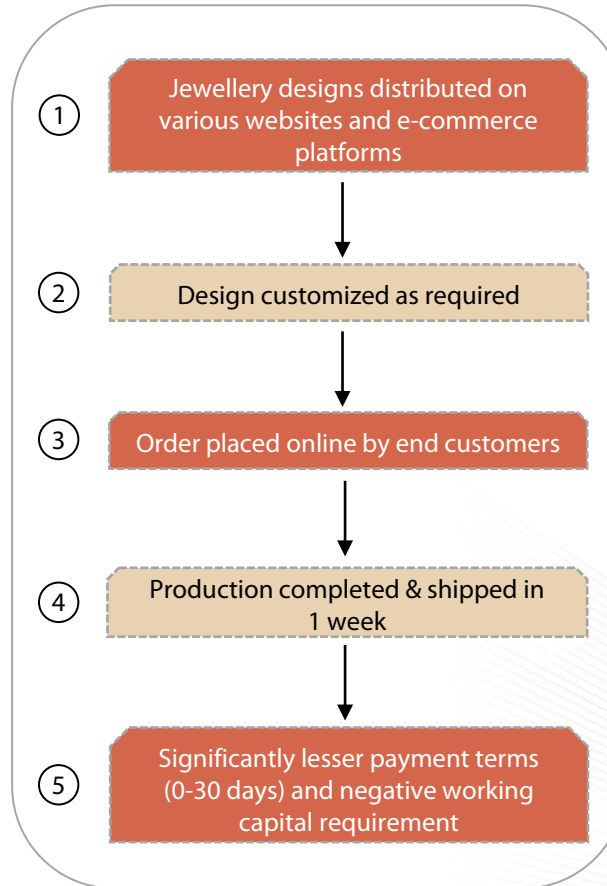 1
Jewellery designs distributed on
various websites and e-commerce
platforms
2
Design customized as required
3
Order placed online by end customers
4
Production completed & shipped in
1 week
5
Significantly lesser payment terms
(0-30 days) and negative working
capital requirement